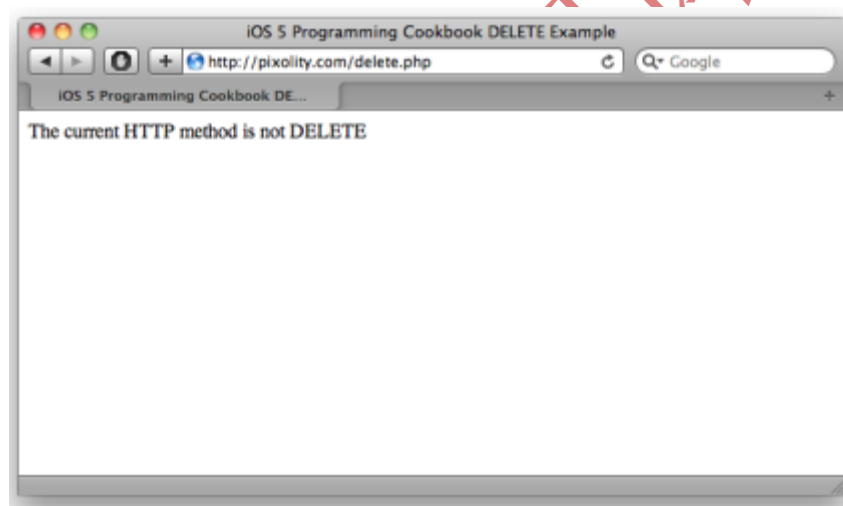 iOS 5 Programming Cookbook DELETE Example
http://pixolity.com/delete.php
Google
iOS 5 Programming Cookbook DE...
The current HTTP method is not DELETE